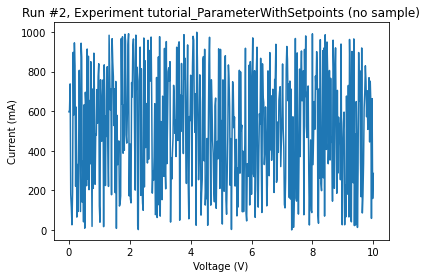 Run #2, Experiment tutorial_ParameterWithSetpoints (no sample)
1000
800
600
400
200
0
Current (mA)
0 2 4 6 8 10
Voltage (V)